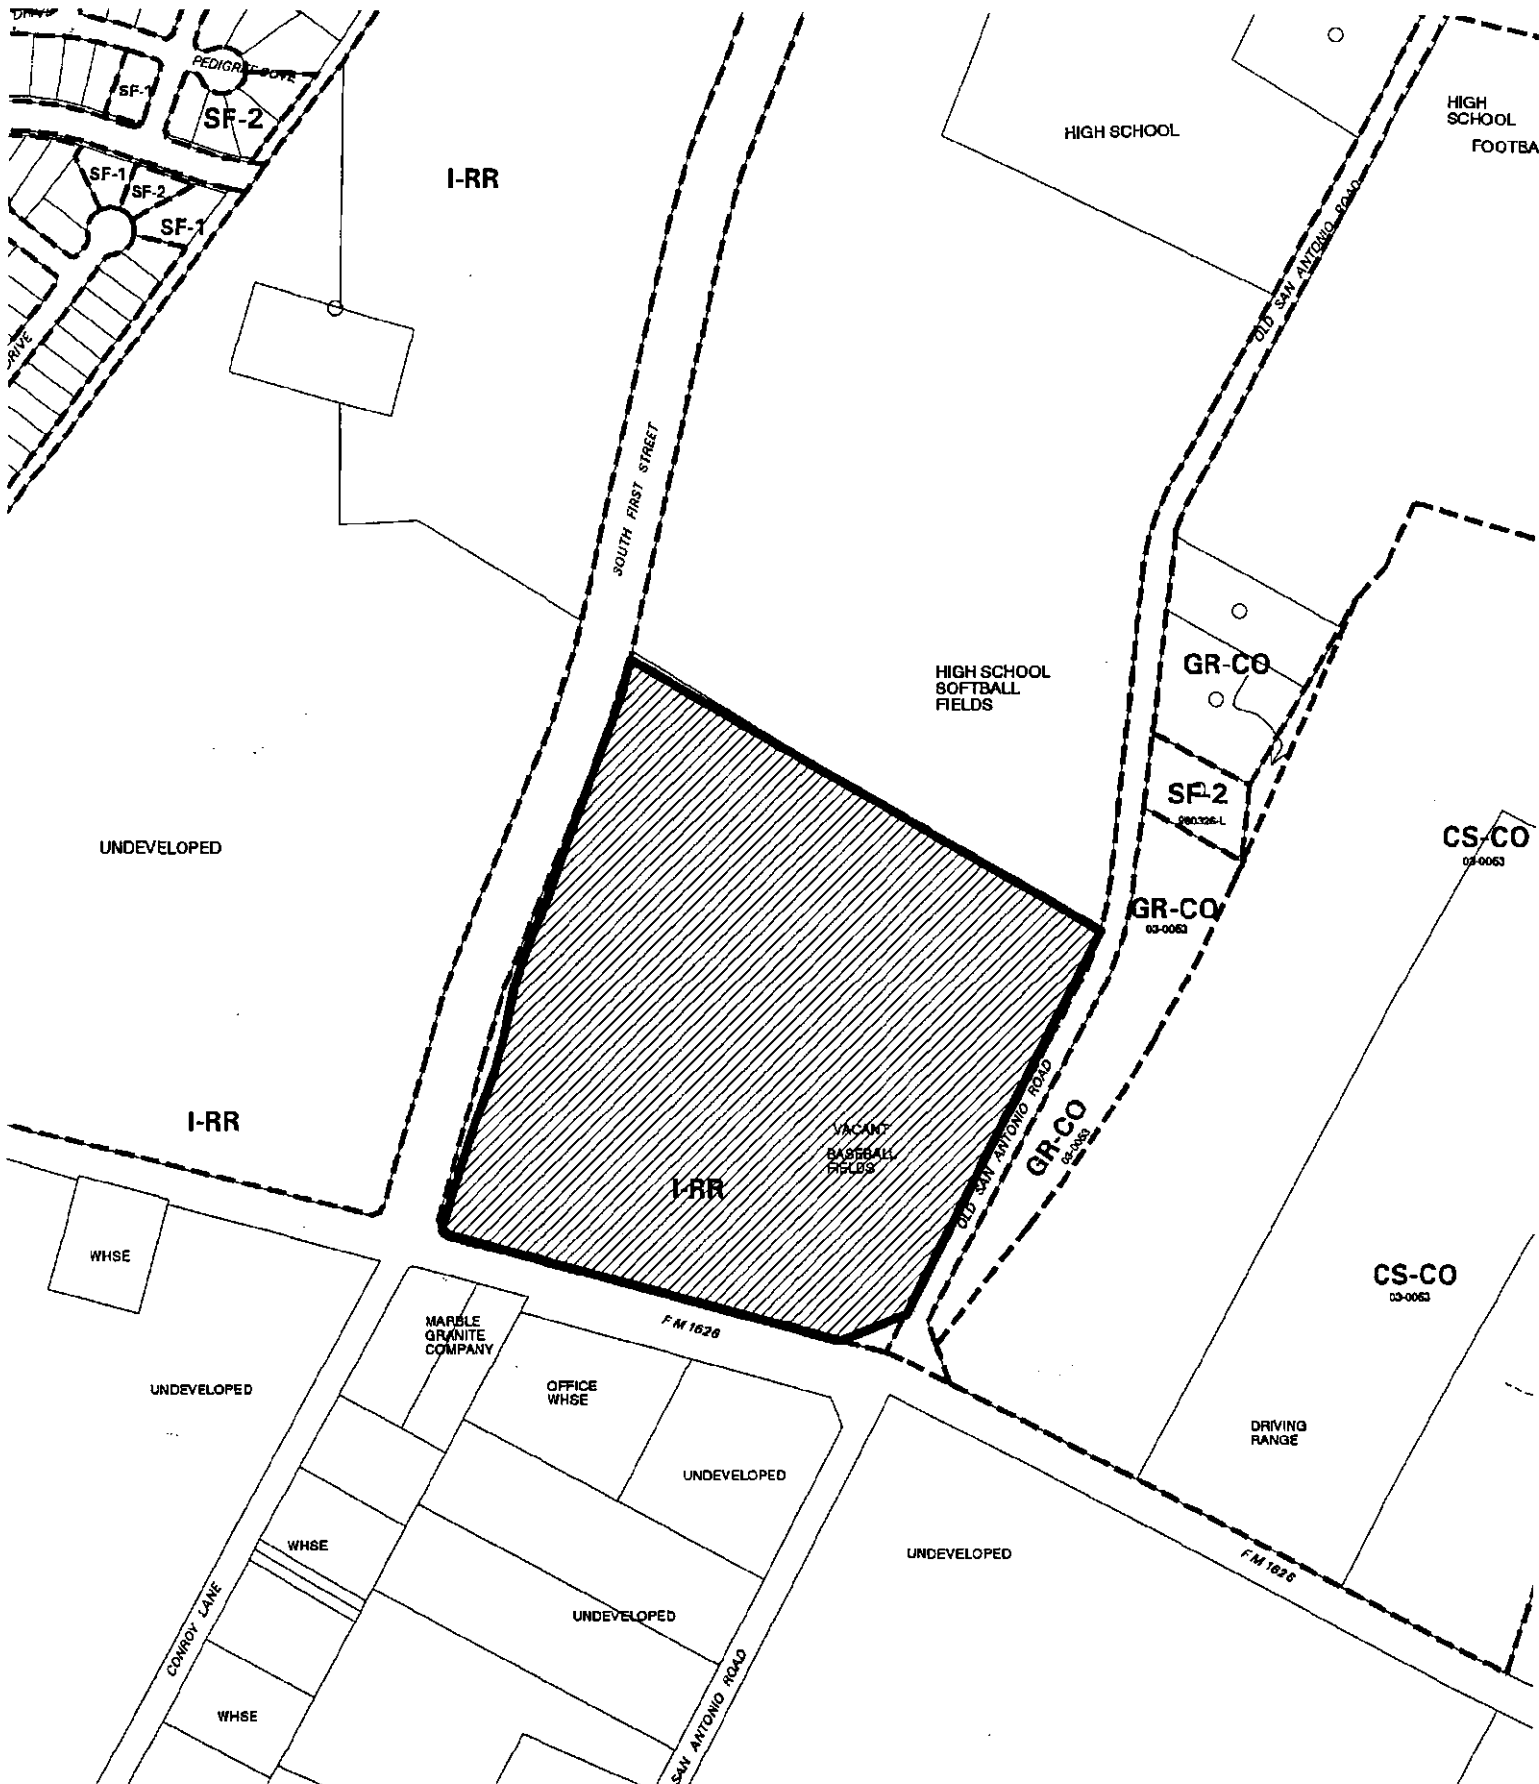 PEDIGREE COVE
SF-1
SF-2
SF-1
SF-2
SF-1
DRIVE
I-RR
HIGH SCHOOL
HIGH
SCHOOL
FOOTBA
OLD SAN ANTONIO ROAD
SOUTH FIRST STREET
HIGH SCHOOL
SOFTBALL
FIELDS
GR-CO
SF-2
980326-L
UNDEVELOPED
CS-CO
03-0053
GR-CO
03-0053
OLD SAN ANTONIO ROAD
GR-CO
03-0053
I-RR
VACANT
BASEBALL
FIELDS
I-RR
WHSE
CS-CO
03-0053
MARBLE
GRANITE
COMPANY
F M 1626
UNDEVELOPED
OFFICE
WHSE
DRIVING
RANGE
UNDEVELOPED
WHSE
UNDEVELOPED
F M 1626
CONROY LANE
UNDEVELOPED
SAN ANTONIO ROAD
WHSE